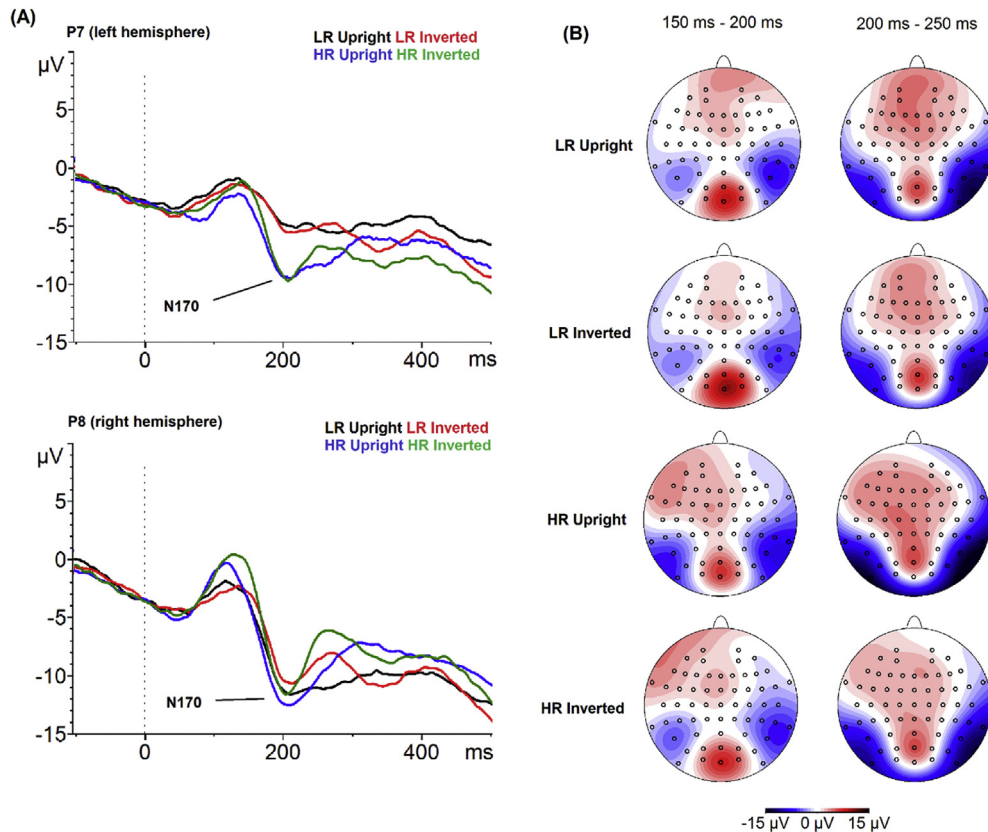 (A)
P7 (left hemisphere)
LR Upright LR Inverted
HR Upright HR Inverted
µV
5
0
-5
-10
-15
N170
0 200 400 ms
P8 (right hemisphere)
LR Upright LR Inverted
HR Upright HR Inverted
µV
5
0
-5
-10
-15
N170
0 200 400 ms
(B)
150 ms - 200 ms 200 ms - 250 ms
LR Upright
LR Inverted
HR Upright
HR Inverted
-15 µV 0 µV 15 µV